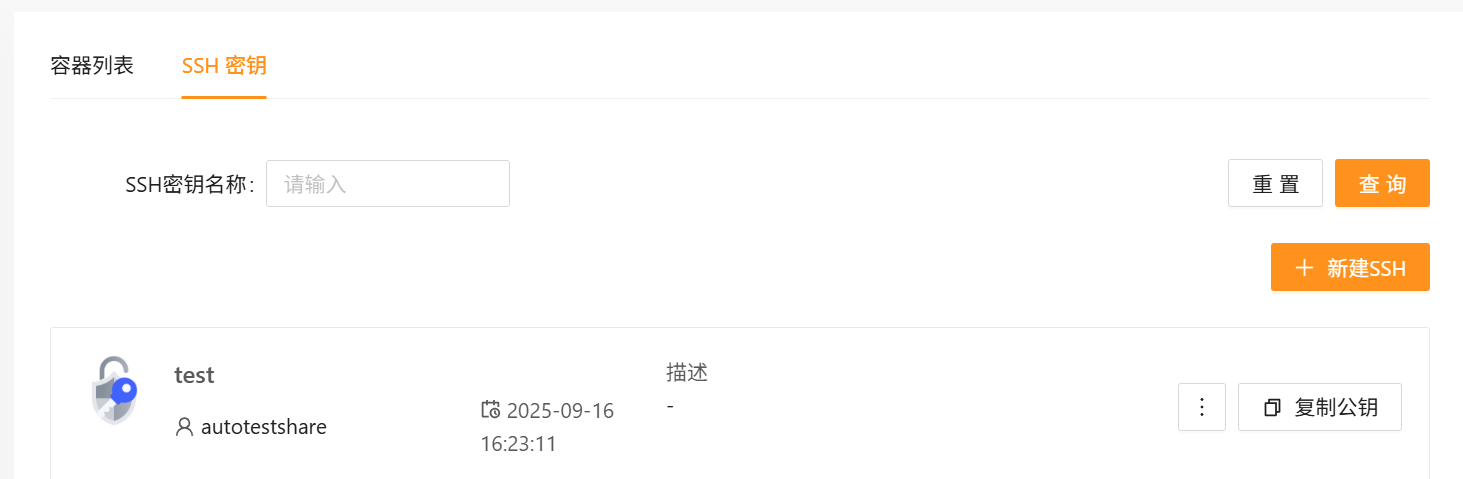 容器列表 SSH 密钥
SSH密钥名称: 请输入 重 置 查 询
新建SSH
test
autotestshare
2025-09-16
16:23:11
描述
-
复制公钥